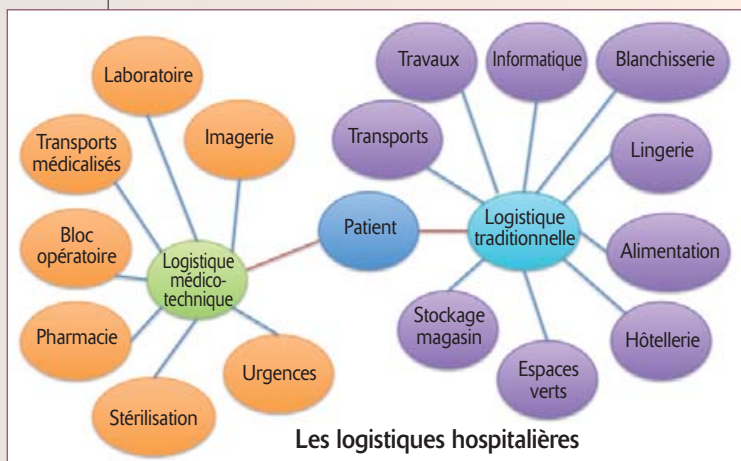 Laboratoire
Imagerie
Transports
médicalisés
Bloc
opératoire
Pharmacie
Stérilisation
Urgences
Logistique
médico-
technique
Patient
Logistique
traditionnelle
Travaux
Informatique
Blanchisserie
Transports
Lingerie
Alimentation
Hôtellerie
Espaces
verts
Stockage
magasin
Les logistiques hospitalières